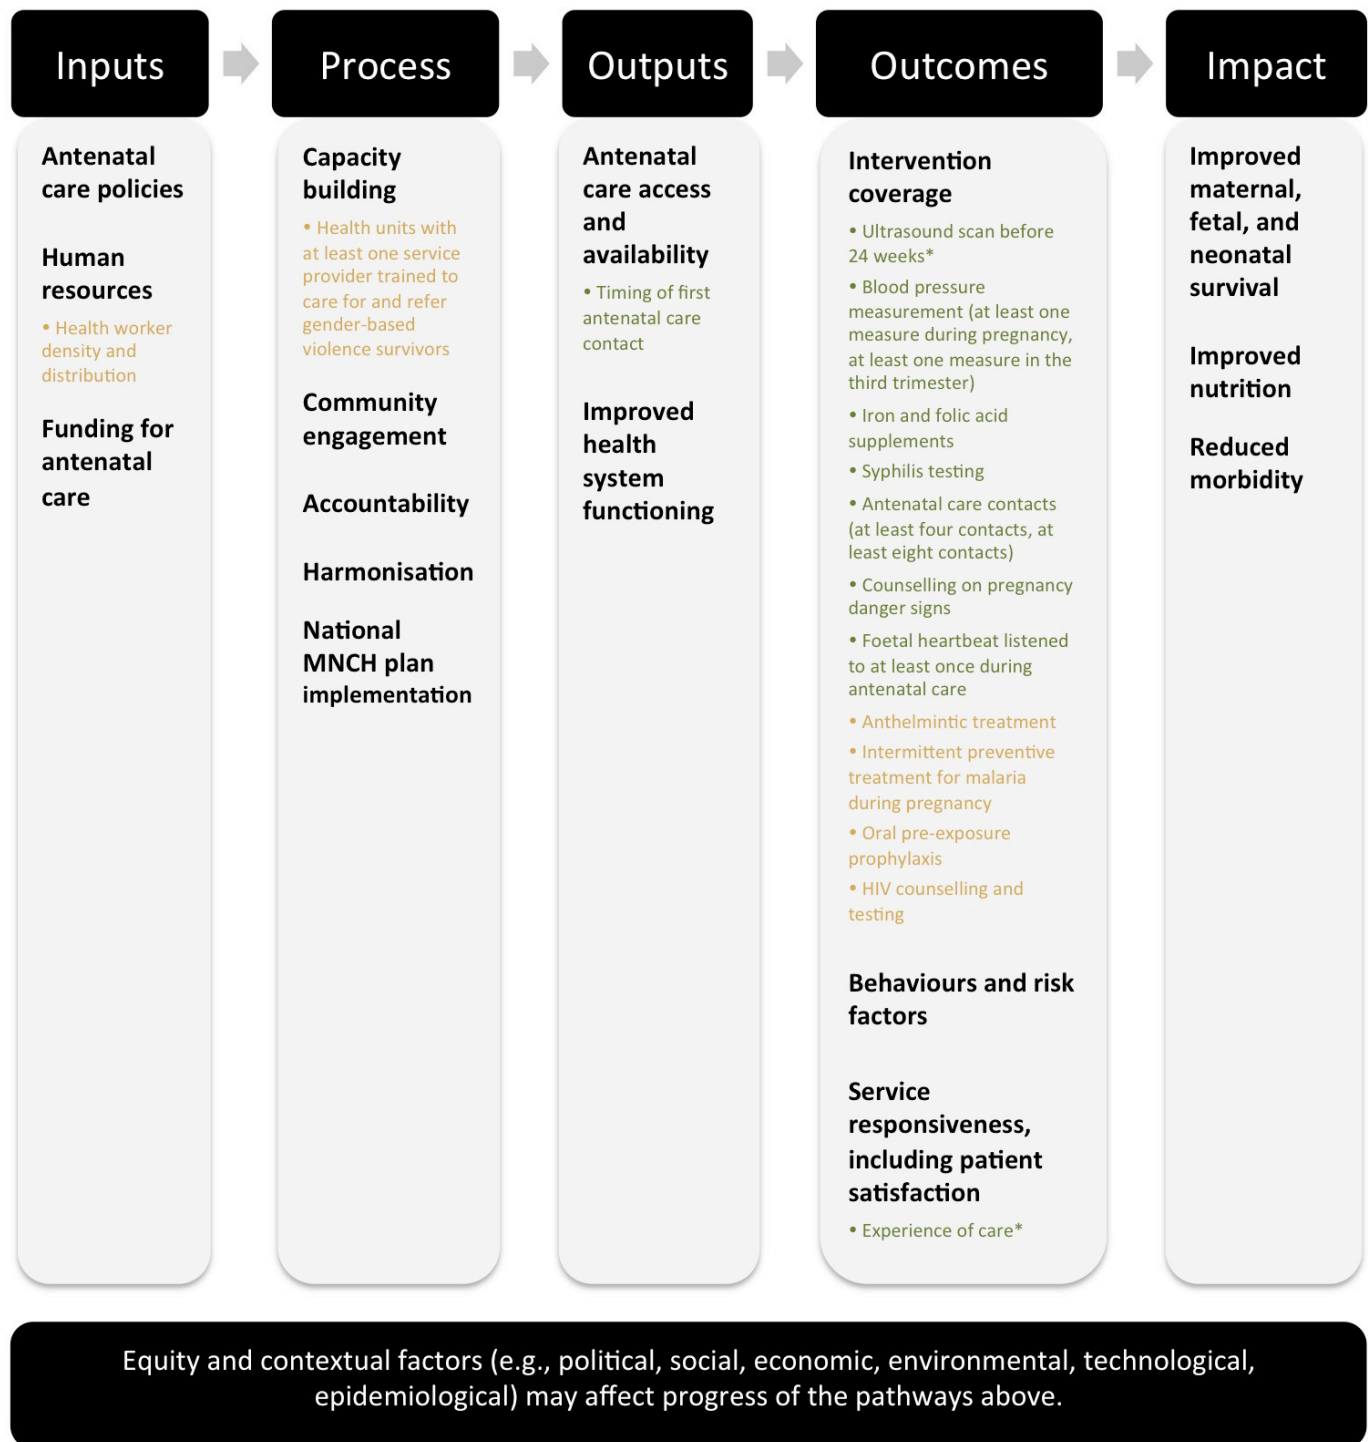 Inputs
Process
Outputs
Outcomes
Impact
Antenatal
care policies
Human
resources
• Health worker
density and
distribution
Funding for
antenatal
care
Capacity
building
• Health units with
at least one service
provider trained to
care for and refer
gender-based
violence survivors
Community
engagement
Accountability
Harmonisation
National
MNCH plan
implementation
Antenatal
care access
and
availability
• Timing of first
antenatal care
contact
Improved
health
system
functioning
Intervention
coverage
• Ultrasound scan before
24 weeks*
• Blood pressure
measurement (at least one
measure during pregnancy,
at least one measure in the
third trimester)
• Iron and folic acid
supplements
• Syphilis testing
• Antenatal care contacts
(at least four contacts, at
least eight contacts)
• Counselling on pregnancy
danger signs
• Foetal heartbeat listened
to at least once during
antenatal care
• Anthelmintic treatment
• Intermittent preventive
treatment for malaria
during pregnancy
• Oral pre-exposure
prophylaxis
• HIV counselling and
testing
Behaviours and risk
factors
Service
responsiveness,
including patient
satisfaction
• Experience of care*
Improved
maternal,
fetal, and
neonatal
survival
Improved
nutrition
Reduced
morbidity
Equity and contextual factors (e.g., political, social, economic, environmental, technological,
epidemiological) may affect progress of the pathways above.